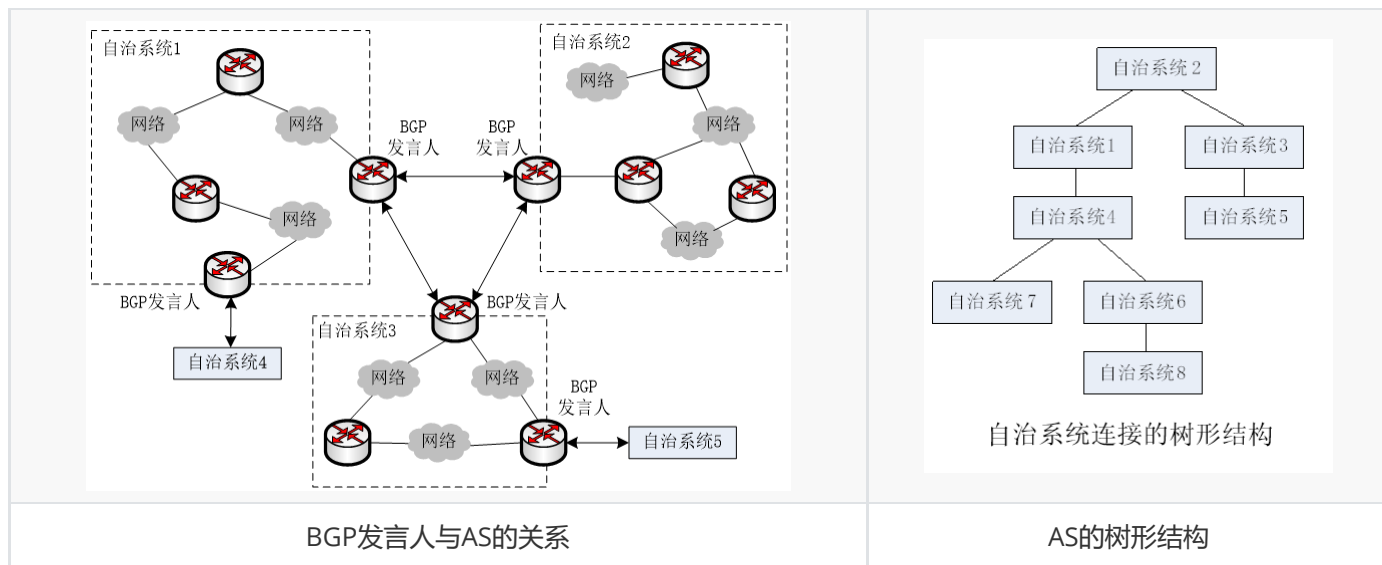 自治系统1
网络
网络
网络
BGP
发言人
BGP
发言人
自治系统2
网络
网络
网络
BGP发言人
自治系统4
BGP发言人
自治系统3
网络
网络
网络
BGP
发言人
自治系统5
自治系统2
自治系统1
自治系统3
自治系统4
自治系统5
自治系统7
自治系统6
自治系统8
自治系统连接的树形结构
BGP发言人与AS的关系
AS的树形结构